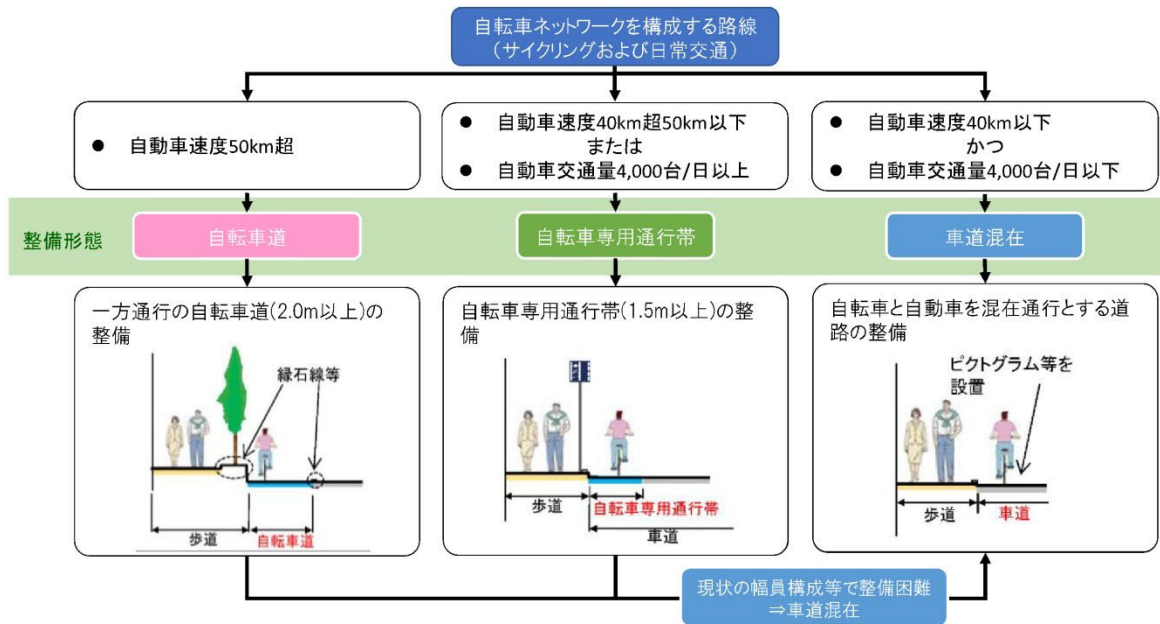 自転車ネットワークを構成する路線
(サイクリングおよび日常交通)
● 自動車速度50km超
● 自動車速度40km超50km以下
または
● 自動車交通量4,000台/日以上
● 自動車速度40km以下
かつ
● 自動車交通量4,000台/日以下
整備形態
自転車道
自転車専用通行帯
車道混在
一方通行の自転車道(2.0m以上)の
整備
縁石線等
歩道
自転車道
自転車専用通行帯(1.5m以上)の整
備
歩道
自転車専用通行帯
車道
自転車と自動車を混在通行とする道
路の整備
ピクトグラム等を
設置
歩道
車道
現状の幅員構成等で整備困難
⇒車道混在